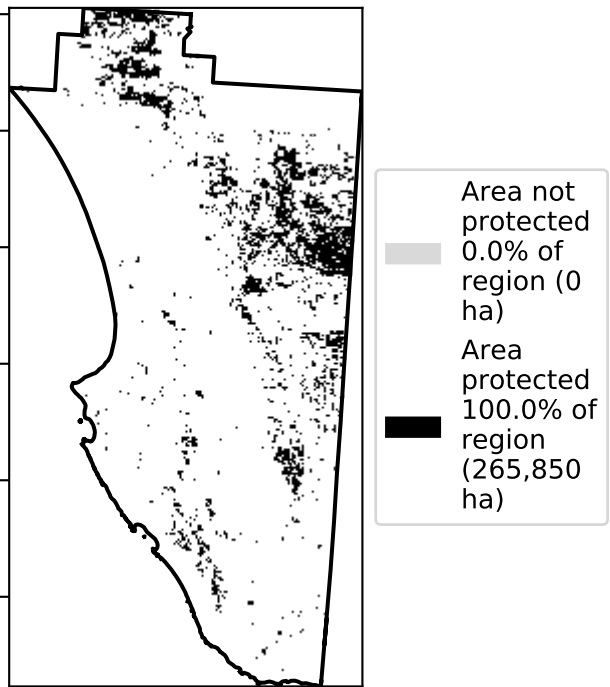 Area not
protected
0.0% of
region (0
ha)
Area
protected
100.0% of
region
(265,850
ha)